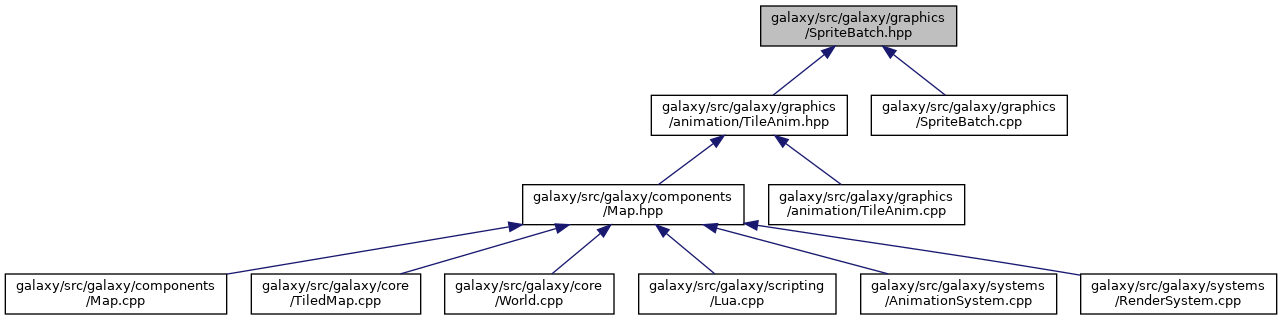 galaxy/src/galaxy/graphics
/SpriteBatch.hpp
galaxy/src/galaxy/graphics
/animation/TileAnim.hpp
galaxy/src/galaxy/graphics
/SpriteBatch.cpp
galaxy/src/galaxy/components
/Map.hpp
galaxy/src/galaxy/graphics
/animation/TileAnim.cpp
galaxy/src/galaxy/components
/Map.cpp
galaxy/src/galaxy/core
/TiledMap.cpp
galaxy/src/galaxy/core
/World.cpp
galaxy/src/galaxy/scripting
/Lua.cpp
galaxy/src/galaxy/systems
/AnimationSystem.cpp
galaxy/src/galaxy/systems
/RenderSystem.cpp